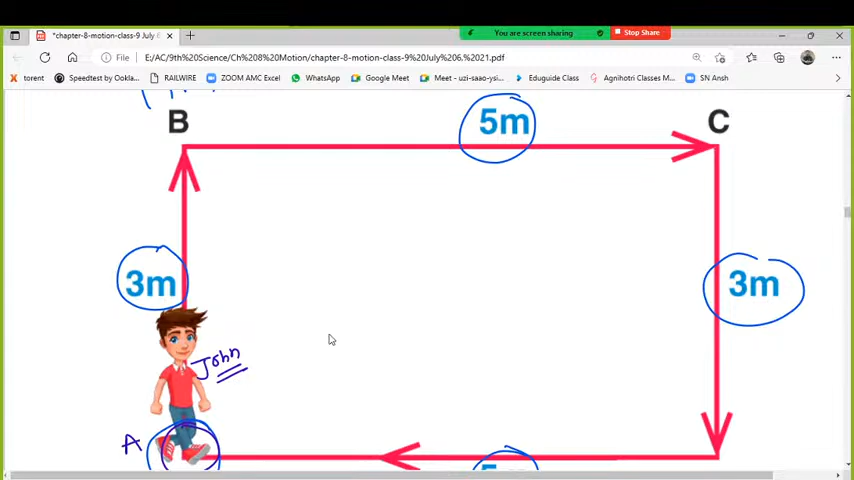 You are sharing screen
Stop Share
*chapter-8-motion-class-9 July 6
File
E:/AC/9th%20Science/Ch%208%20Motion/chapter-8-motion-class-9%20July%206.%2021.pdf
torent
Speedtest by Ookla...
RAILWIRE
ZOOM AMC Excel
WhatsApp
Google Meet
Meet - uzi-saao-ysi...
Eduguide Class
Agnihotri Classes M...
SN Ansh
B
5m
C
3m
3m
John
A